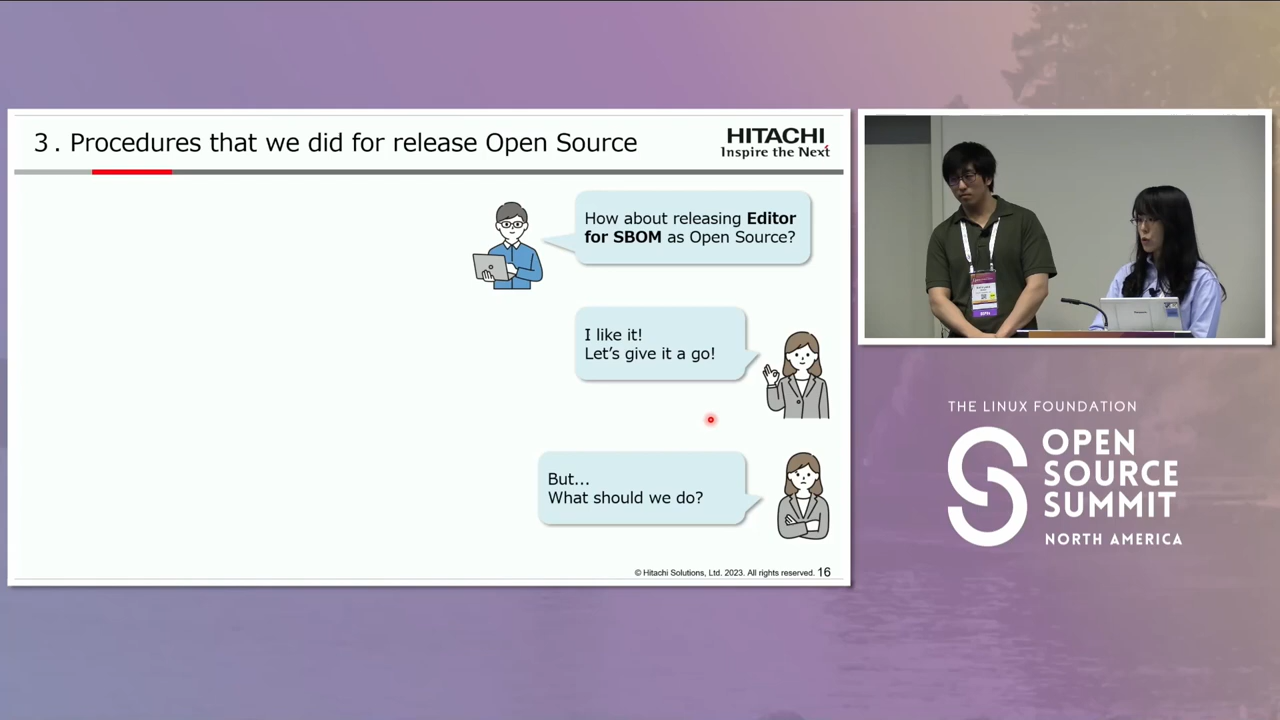 3. Procedures that we did for release Open Source
HITACHI
Inspire the Next
How about releasing Editor
for SBOM as Open Source?
I like it!
Let's give it a go!
But...
What should we do?
© Hitachi Solutions, Ltd. 2023. All rights reserved. 16
THE LINUX FOUNDATION
OPEN
SOURCE
SUMMIT
NORTH AMERICA